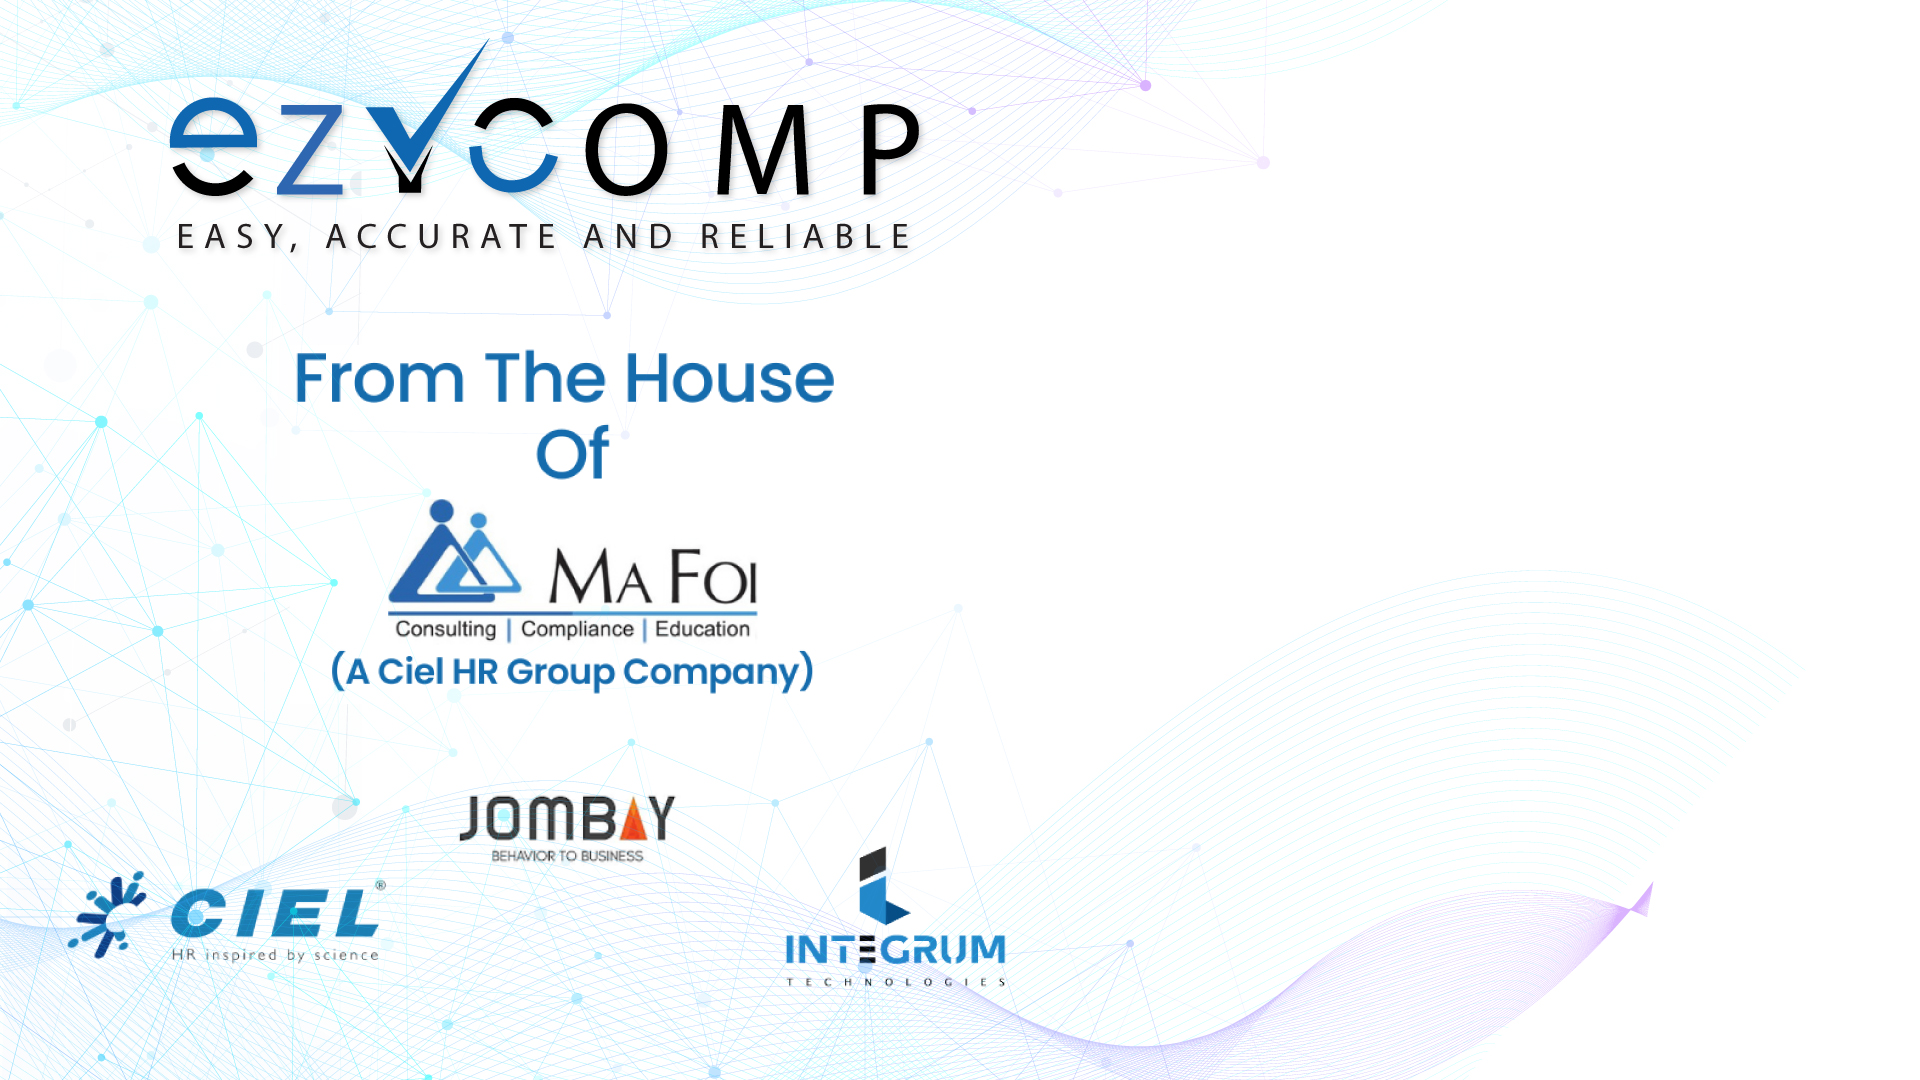 ezycomp
EASY, ACCURATE AND RELIABLE
From The House
Of
MA FOI
Consulting | Compliance | Education
(A Ciel HR Group Company)
JOMBAY
BEHAVIOR TO BUSINESS
CIEL®
HR inspired by science
INTEGRUM
TECHNOLOGIES